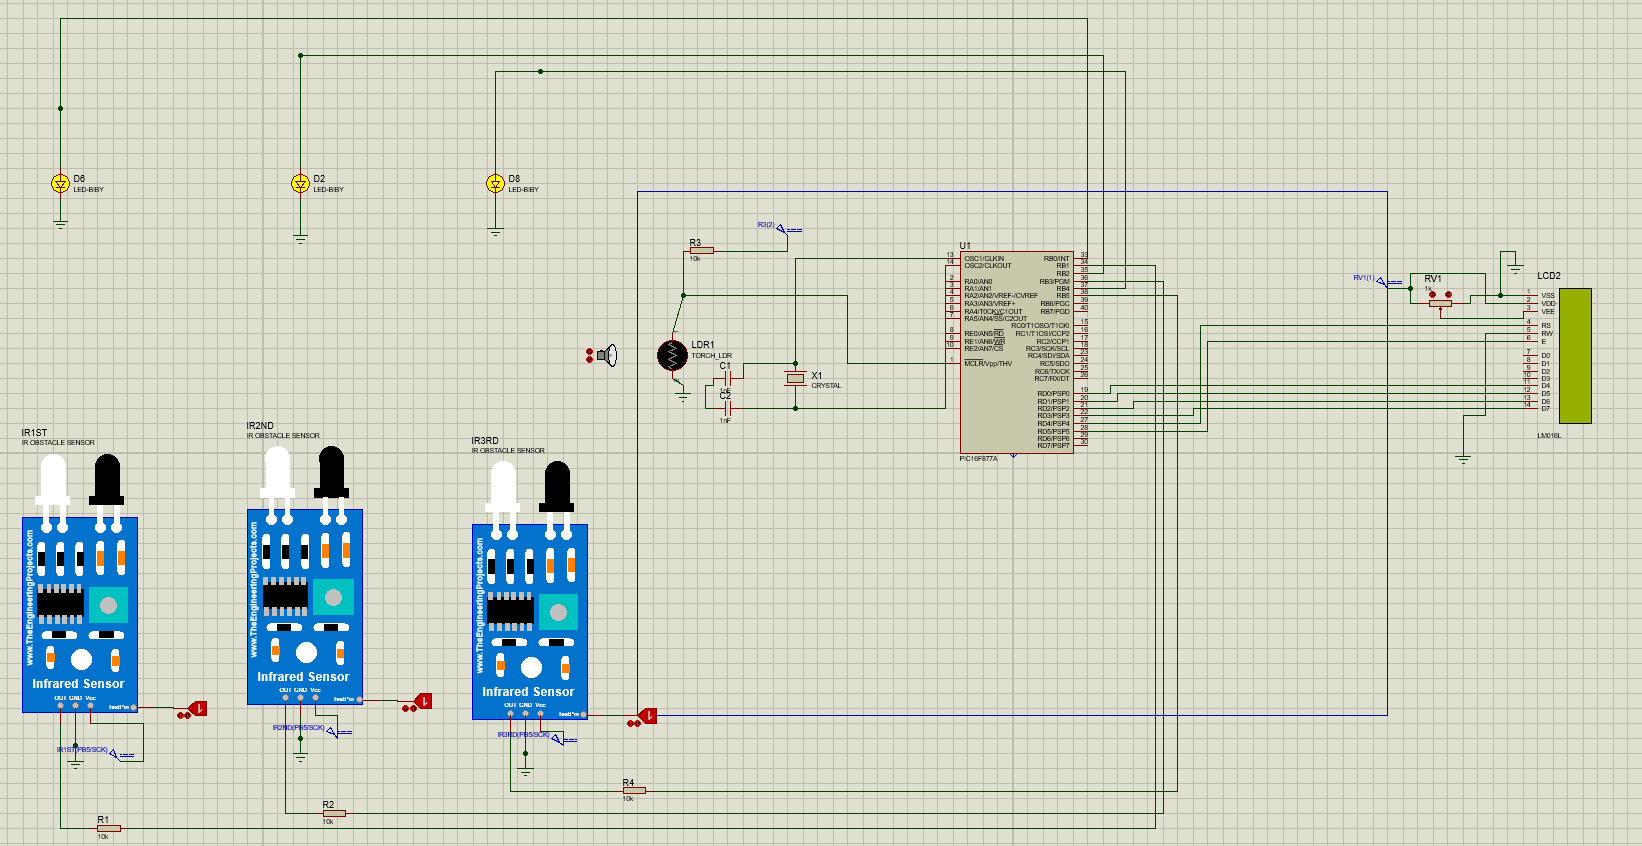 D6
LED-BIBY
D2
LED-BIBY
D8
LED-BIBY
R3(2)
R3
10k
LDR1
TORCH_LDR
C1
1nF
C2
1nF
X1
CRYSTAL
U1
13
14
2
3
4
5
6
7
8
9
10
1
OSC1/CLKIN
OSC2/CLKOUT
RA0/AN0
RA1/AN1
RA2/AN2/VREF-/CVREF
RA3/AN3/VREF+
RA4/T0CKI/C1OUT
RA5/AN4/SS/C2OUT
RE0/AN5/RD
RE1/AN6/WR
RE2/AN7/CS
MCLR/Vpp/THV
RB0/INT
RB1
RB2
RB3/PGM
RB4
RB5
RB6/PGC
RB7/PGD
RC0/T1OSO/T1CKI
RC1/T1OSI/CCP2
RC2/CCP1
RC3/SCK/SCL
RC4/SDI/SDA
RC5/SDO
RC6/TX/CK
RC7/RX/DT
RD0/PSP0
RD1/PSP1
RD2/PSP2
RD3/PSP3
RD4/PSP4
RD5/PSP5
RD6/PSP6
RD7/PSP7
33
34
35
36
37
38
39
40
15
16
17
18
23
24
25
26
19
20
21
22
27
28
29
30
PIC16F877A
RV1(1)
RV1
1k
LCD2
1
2
3
4
5
6
7
8
9
10
11
12
13
14
VSS
VDD
VEE
RS
RW
E
D0
D1
D2
D3
D4
D5
D6
D7
LM016L
IR1ST
IR OBSTACLE SENSOR
www.TheEngineeringProjects.com
Infrared Sensor
OUT GND Vcc
TestPin
1
IR1ST(PB5/SCK)
IR2ND
IR OBSTACLE SENSOR
www.TheEngineeringProjects.com
Infrared Sensor
OUT GND Vcc
TestPin
1
IR2ND(PB5/SCK)
IR3RD
IR OBSTACLE SENSOR
www.TheEngineeringProjects.com
Infrared Sensor
OUT GND Vcc
TestPin
1
IR3RD(PB5/SCK)
R4
10k
R2
10k
R1
10k